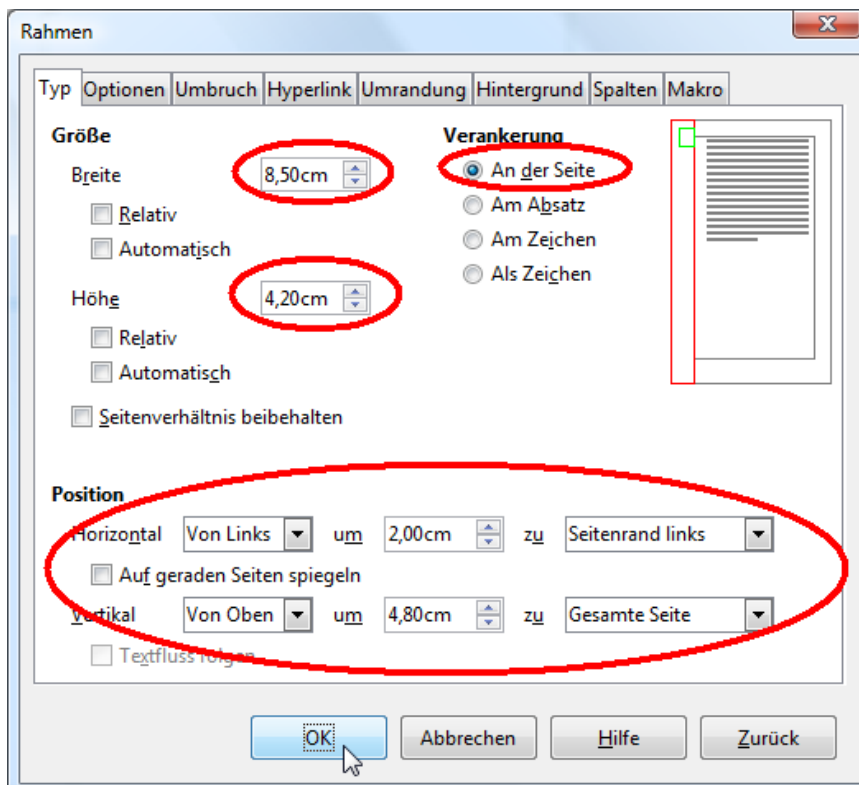 Rahmen
Typ Optionen Umbruch Hyperlink Umrandung Hintergrund Spalten Makro
Größe
Breite 8,50cm
Relativ
Automatisch
Höhe 4,20cm
Relativ
Automatisch
Seitenverhältnis beibehalten
Verankerung
An der Seite
Am Absatz
Am Zeichen
Als Zeichen
Position
Horizontal Von Links um 2,00cm zu Seitenrand links
Auf geraden Seiten spiegeln
Vertikal Von Oben um 4,80cm zu Gesamte Seite
Textfluss folgen
OK Abbrechen Hilfe Zurück